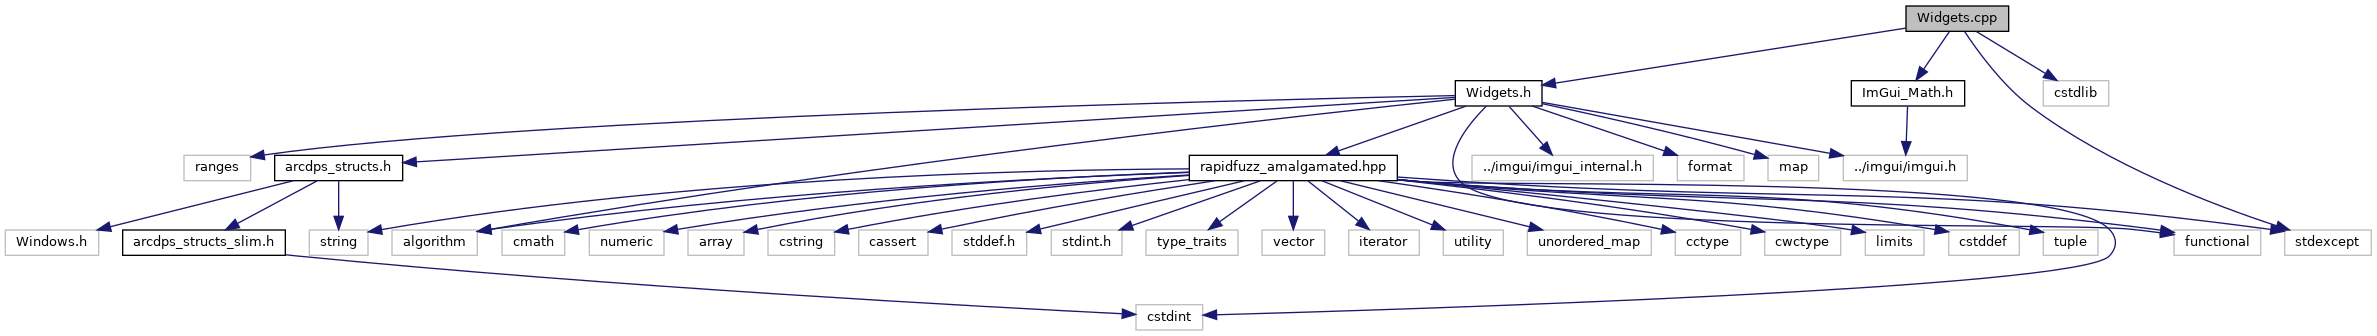 Widgets.cpp
Widgets.h
ImGui_Math.h
cstdlib
ranges
arcdps_structs.h
rapidfuzz_amalgamated.hpp
../imgui/imgui_internal.h
format
map
../imgui/imgui.h
Windows.h
arcdps_structs_slim.h
string
algorithm
cmath
numeric
array
cstring
cassert
stddef.h
stdint.h
type_traits
vector
iterator
utility
unordered_map
cctype
cwctype
limits
cstddef
tuple
functional
stdexcept
cstdint